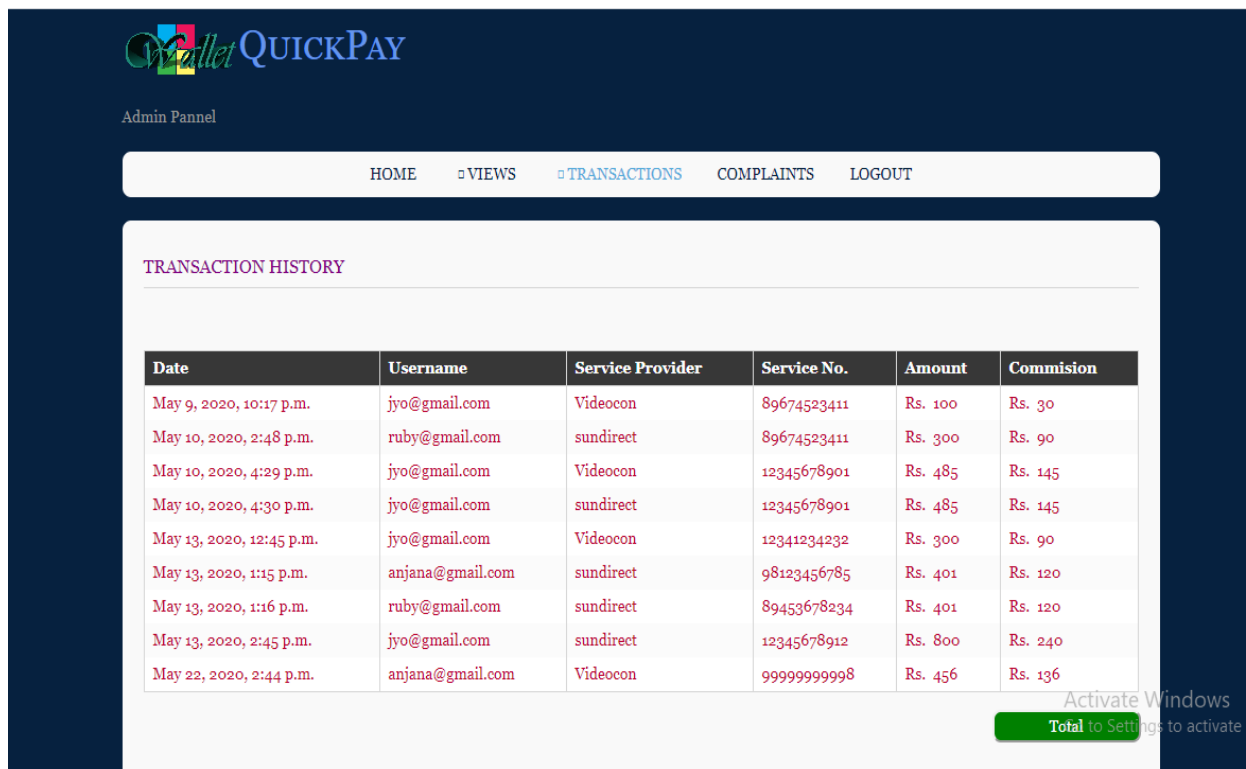 Wallet QUICKPAY
Admin Pannel
HOME VIEWS TRANSACTIONS COMPLAINTS LOGOUT
TRANSACTION HISTORY
Date Username Service Provider Service No. Amount Commision
May 9, 2020, 10:17 p.m. jyo@gmail.com Videocon 89674523411 Rs. 100 Rs. 30
May 10, 2020, 2:48 p.m. ruby@gmail.com sundirect 89674523411 Rs. 300 Rs. 90
May 10, 2020, 4:29 p.m. jyo@gmail.com Videocon 12345678901 Rs. 485 Rs. 145
May 10, 2020, 4:30 p.m. jyo@gmail.com sundirect 12345678901 Rs. 485 Rs. 145
May 13, 2020, 12:45 p.m. jyo@gmail.com Videocon 12341234232 Rs. 300 Rs. 90
May 13, 2020, 1:15 p.m. anjana@gmail.com sundirect 98123456785 Rs. 401 Rs. 120
May 13, 2020, 1:16 p.m. ruby@gmail.com sundirect 89453678234 Rs. 401 Rs. 120
May 13, 2020, 2:45 p.m. jyo@gmail.com sundirect 12345678912 Rs. 800 Rs. 240
May 22, 2020, 2:44 p.m. anjana@gmail.com Videocon 99999999998 Rs. 456 Rs. 136
Activate Windows
Total
Go to Settings to activate